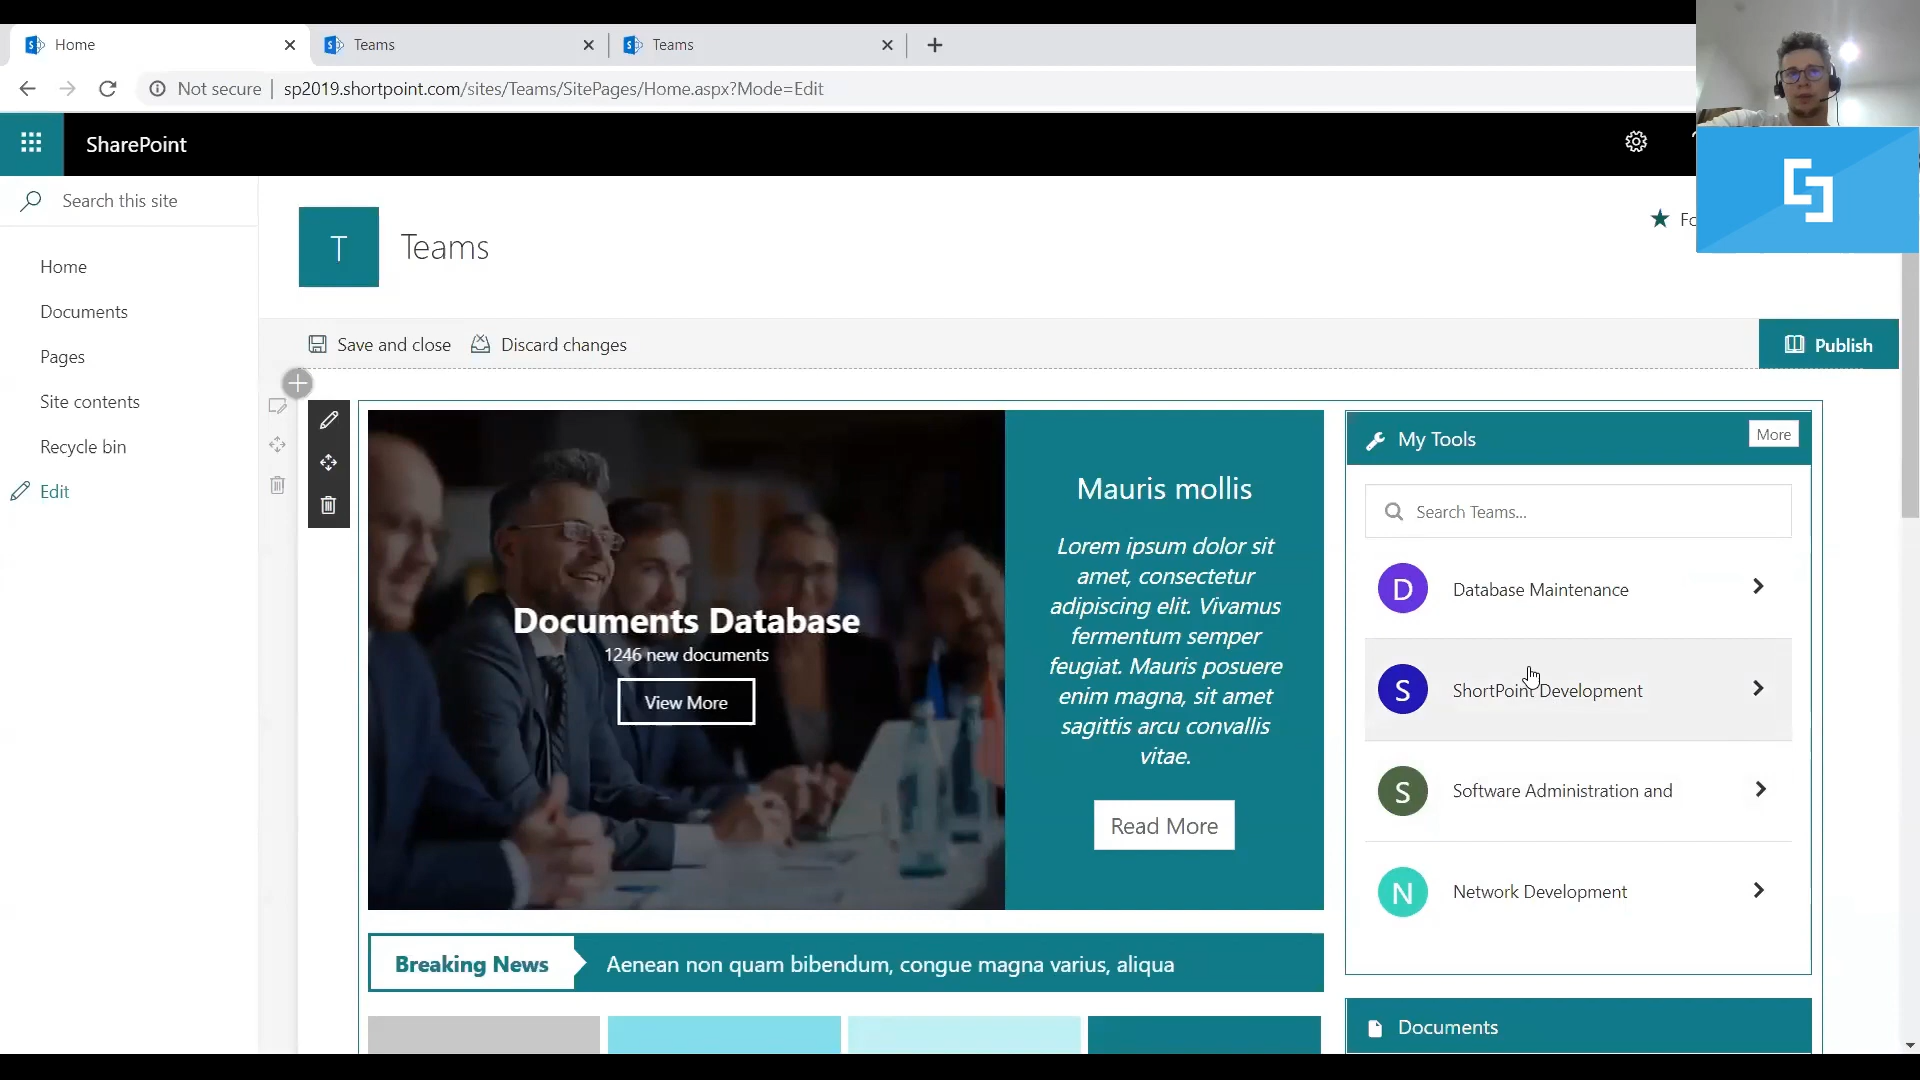 Home
Teams
Teams
Not secure
sp2019.shortpoint.com/sites/Teams/SitePages/Home.aspx?Mode=Edit
SharePoint
Search this site
Home
Documents
Pages
Site contents
Recycle bin
Edit
T
Teams
Save and close
Discard changes
Publish
Documents Database
1246 new documents
View More
Mauris mollis
Lorem ipsum dolor sit
amet, consectetur
adipiscing elit. Vivamus
fermentum semper
feugiat. Mauris posuere
enim magna, sit amet
sagittis arcu convallis
vitae.
Read More
Breaking News
Aenean non quam bibendum, congue magna varius, aliqua
My Tools
More
Search Teams...
D
Database Maintenance
S
ShortPoint Development
S
Software Administration and
N
Network Development
Documents